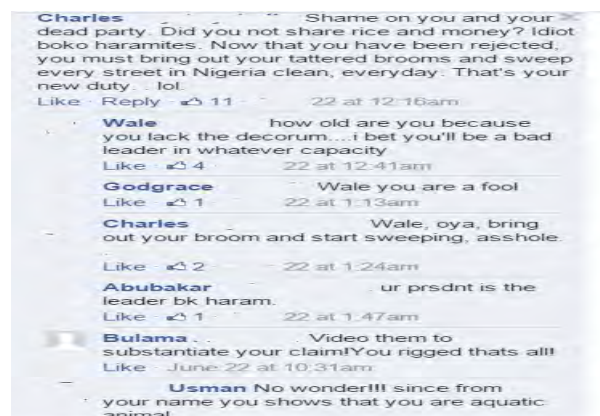 Charles Shame on you and your
dead party. Did you not share rice and money? Idiot
boko haramites. Now that you have been rejected,
you must bring out your tattered brooms and sweep
every street in Nigeria clean, everyday. That's your
new duty. lol.
Like · Reply · 11 · 22 at 12:16am
Wale how old are you because
you lack the decorum....i bet you'll be a bad
leader in whatever capacity
Like 4 22 at 12:41am
Godgrace Wale you are a fool
Like 1 22 at 1:13am
Charles Wale, oya, bring
out your broom and start sweeping, asshole.
Like 2 22 at 1:24am
Abubakar ur prsdnt is the
leader bk haram.
Like 1 22 at 1:47am
Bulama Video them to
substantiate your claim!You rigged thats all!
Like · June 22 at 10:31am
Usman No wonder!!! since from
your name you shows that you are aquatic
animal